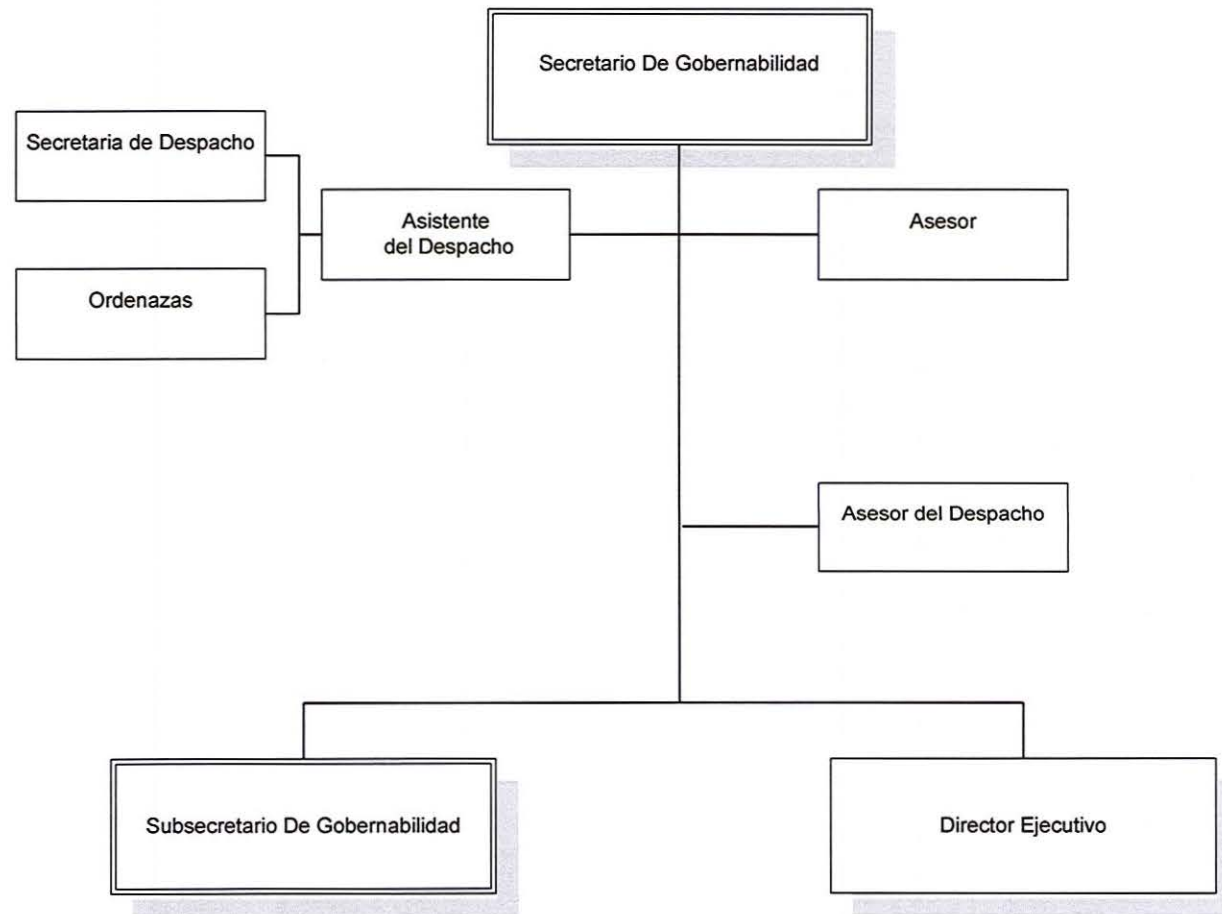 Secretario De Gobernabilidad
Secretaria de Despacho
Asistente
del Despacho
Asesor
Ordenazas
Asesor del Despacho
Subsecretario De Gobernabilidad
Director Ejecutivo